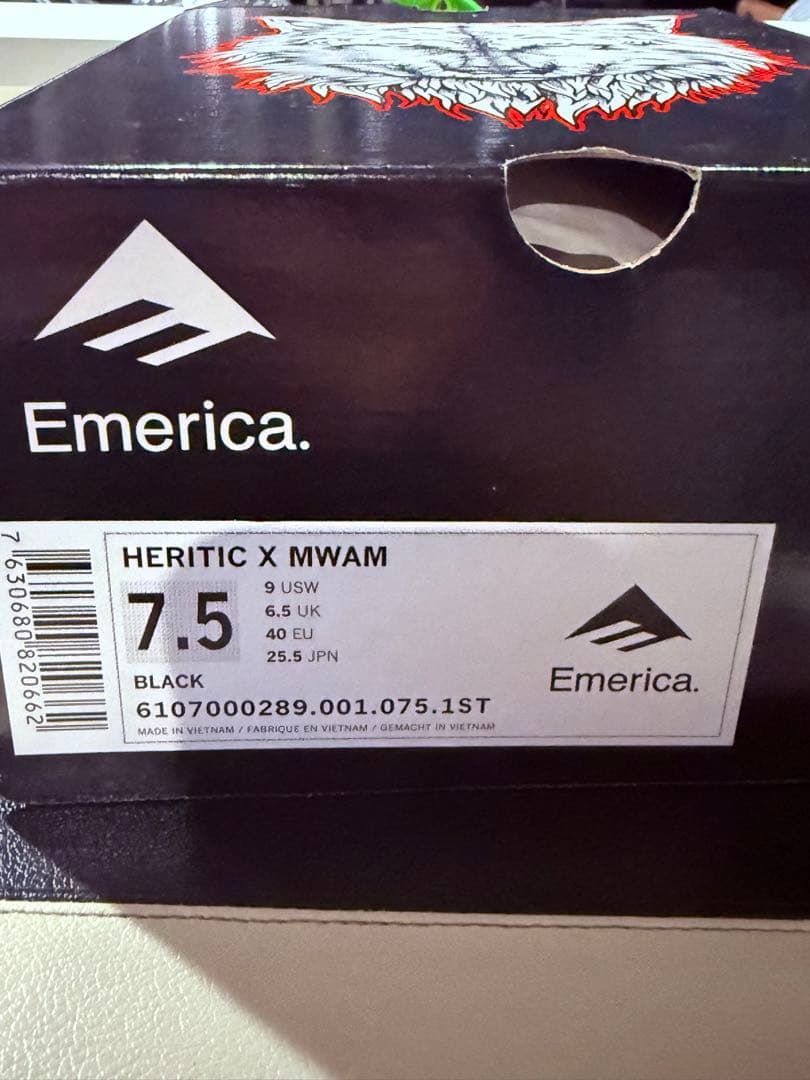 Emerica.
HERITIC X MWAM
7.5
9 USW
6.5 UK
40 EU
25.5 JPN
BLACK
6107000289.001.075.1ST
MADE IN VIETNAM / FABRIQUE EN VIETNAM / GEMACHT IN VIETNAM
Emerica.
7 630680 820662